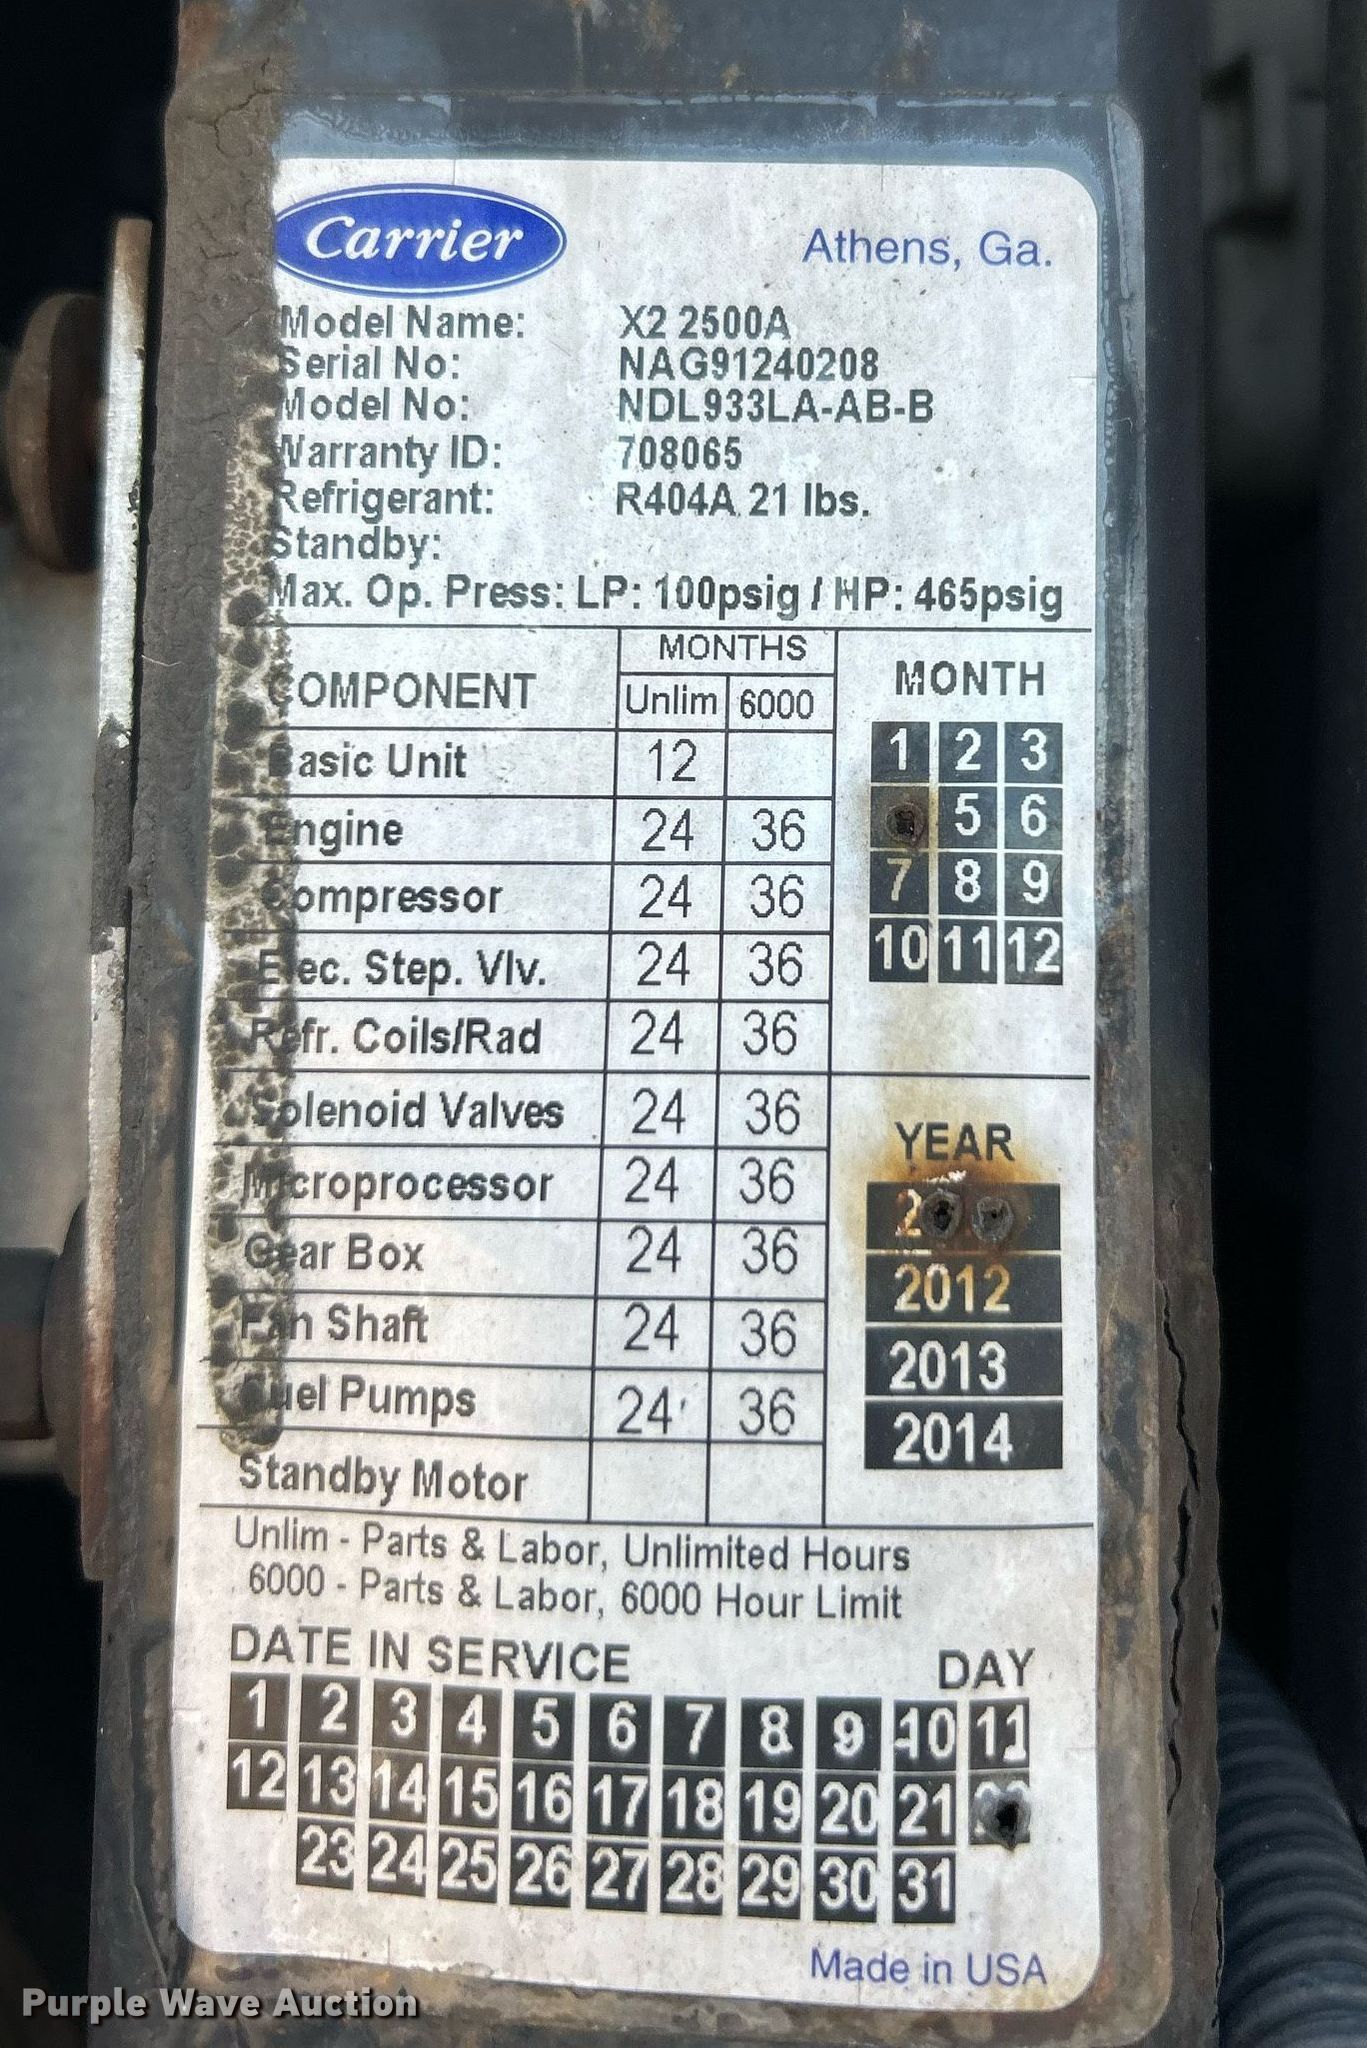 Carrier
Athens, Ga.
Model Name: X2 2500A
Serial No: NAG91240208
Model No: NDL933LA-AB-B
Warranty ID: 708065
Refrigerant: R404A 21 lbs.
Standby:
Max. Op. Press: LP: 100psig / HP: 465psig
COMPONENT
MONTHS
Unlim 6000
Basic Unit 12
Engine 24 36
Compressor 24 36
Elec. Step. Vlv. 24 36
Refr. Coils/Rad 24 36
Solenoid Valves 24 36
Microprocessor 24 36
Gear Box 24 36
Fan Shaft 24 36
Fuel Pumps 24 36
Standby Motor
MONTH
1 2 3
5 6
7 8 9
10 11 12
YEAR
2012
2013
2014
Unlim - Parts & Labor, Unlimited Hours
6000 - Parts & Labor, 6000 Hour Limit
DATE IN SERVICE DAY
1 2 3 4 5 6 7 8 9 10 11
12 13 14 15 16 17 18 19 20 21
23 24 25 26 27 28 29 30 31
Made in USA
Purple Wave Auction